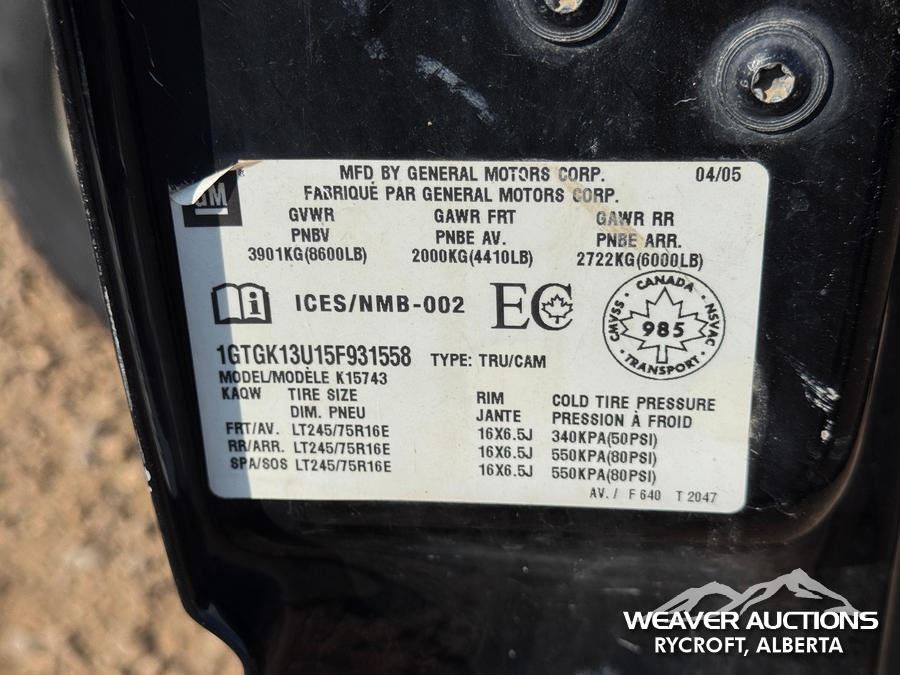 MFD BY GENERAL MOTORS CORP. 04/05
FABRIQUÉ PAR GENERAL MOTORS CORP.
GM
GVWR GAWR FRT GAWR RR
PNBV PNBE AV. PNBE ARR.
3901KG(8600LB) 2000KG(4410LB) 2722KG(6000LB)
i ICES/NMB-002 EC
CANADA
CMVSS 985 NSVAC
TRANSPORT
1GTGK13U15F931558 TYPE: TRU/CAM
MODEL/MODÈLE K15743
KAQW TIRE SIZE RIM COLD TIRE PRESSURE
DIM. PNEU JANTE PRESSION À FROID
FRT/AV. LT245/75R16E 16X6.5J 340KPA(50PSI)
RR/ARR. LT245/75R16E 16X6.5J 550KPA(80PSI)
SPA/SOS LT245/75R16E 16X6.5J 550KPA(80PSI)
AV. / F 640 T 2047
WEAVER AUCTIONS
RYCROFT, ALBERTA